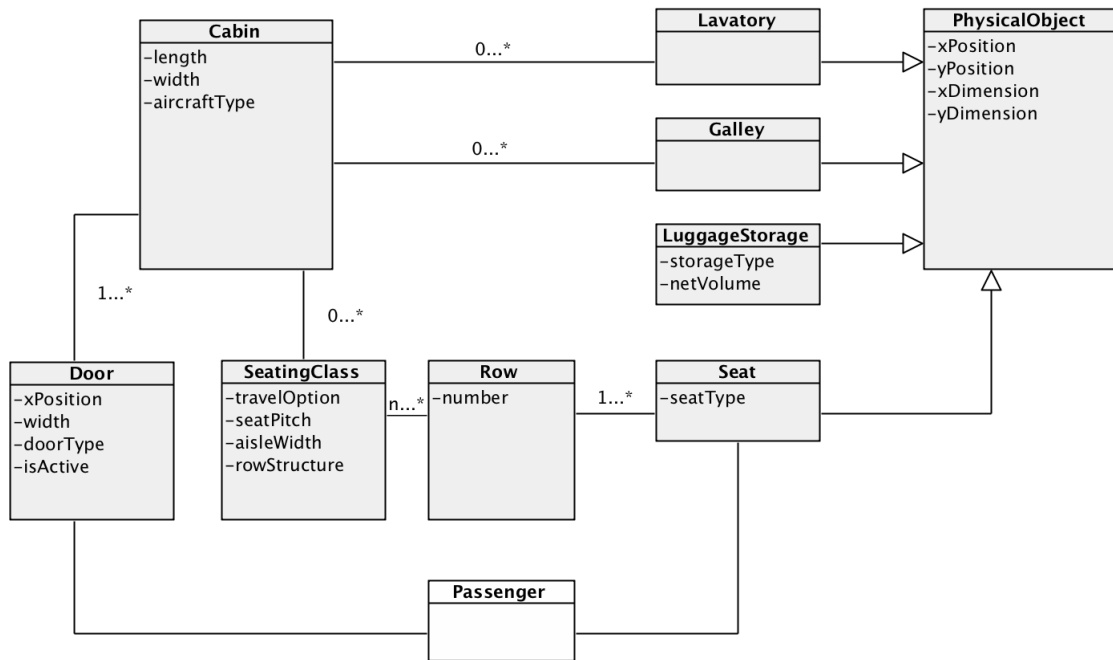 Cabin
-length
-width
-aircraftType
0...*
0...*
1...*
0...*
Lavatory
Galley
LuggageStorage
-storageType
-netVolume
PhysicalObject
-xPosition
-yPosition
-xDimension
-yDimension
Door
-xPosition
-width
-doorType
-isActive
SeatingClass
-travelOption
-seatPitch
-aisleWidth
-rowStructure
n...*
Row
-number
1...*
Seat
-seatType
Passenger